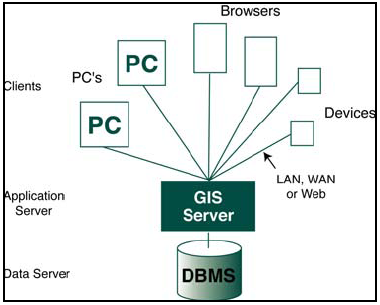 Browsers
PC
PC's
Clients
PC
Devices
LAN, WAN
or Web
Application
Server
GIS
Server
Data Server
DBMS